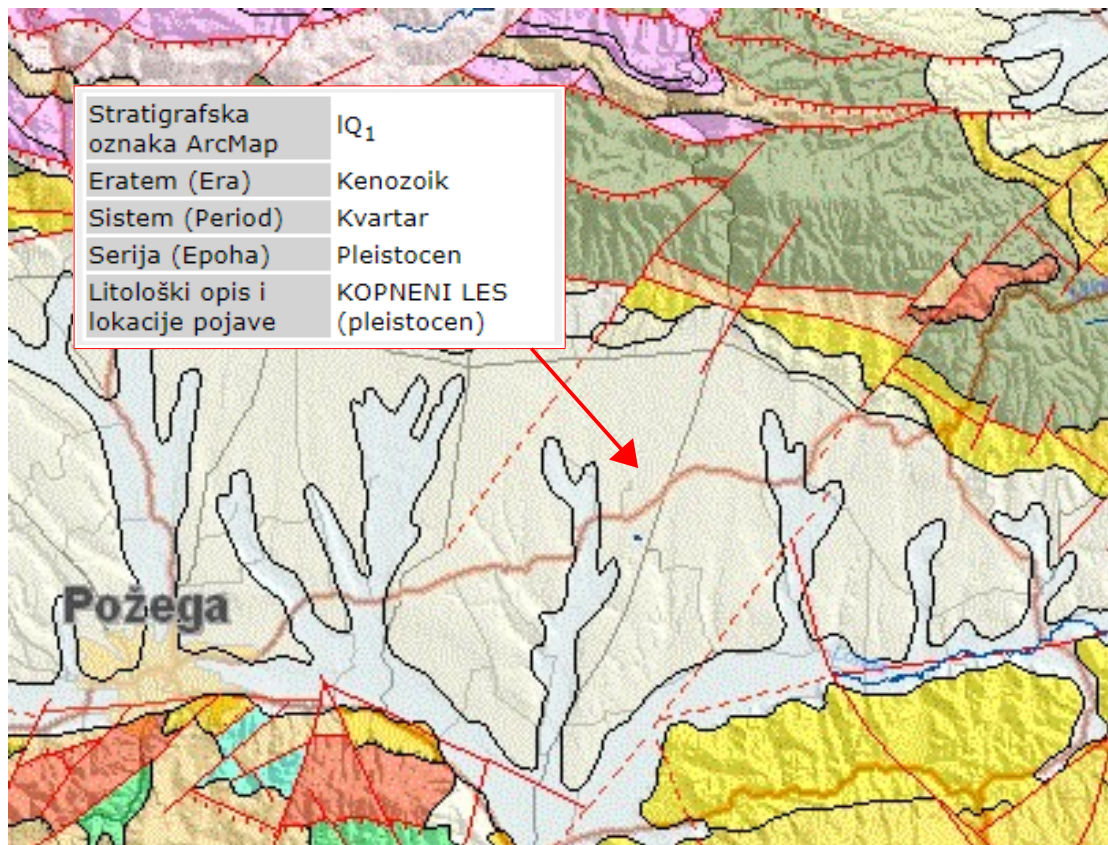 Stratigrafska
oznaka ArcMap
lQ₁
Eratem (Era)
Kenozoik
Sistem (Period)
Kvartar
Serija (Epoha)
Pleistocen
Litološki opis i
lokacije pojave
KOPNENI LES
(pleistocen)
Požega